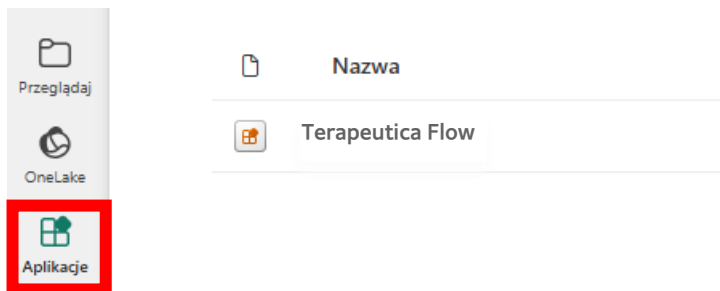 Przeglądaj
OneLake
Aplikacje
Nazwa
Terapeutica Flow